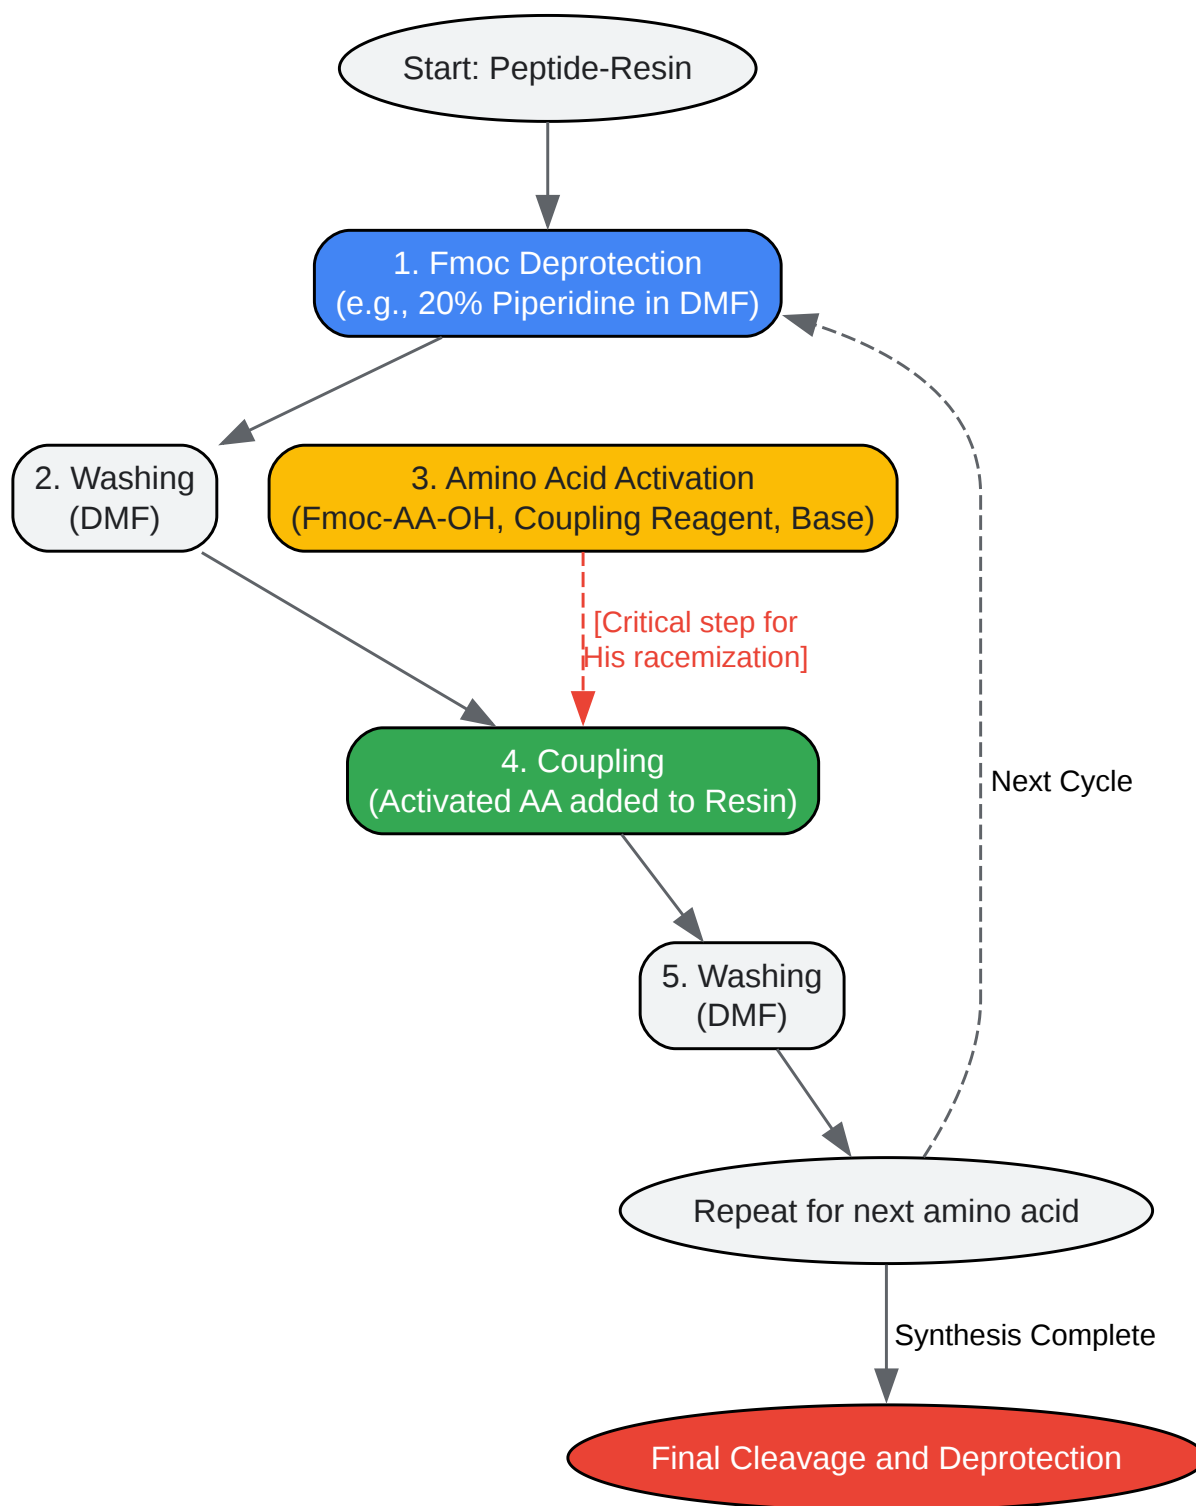 Start: Peptide-Resin
1. Fmoc Deprotection
(e.g., 20% Piperidine in DMF)
2. Washing
(DMF)
3. Amino Acid Activation
(Fmoc-AA-OH, Coupling Reagent, Base)
[Critical step for
His racemization]
4. Coupling
(Activated AA added to Resin)
Next Cycle
5. Washing
(DMF)
Repeat for next amino acid
Synthesis Complete
Final Cleavage and Deprotection